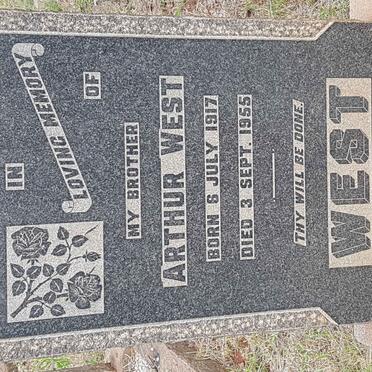 IN
LOVING MEMORY
OF
MY BROTHER
ARTHUR WEST
BORN 6 JULY 1917
DIED 3 SEPT. 1955
THY WILL BE DONE.
WEST